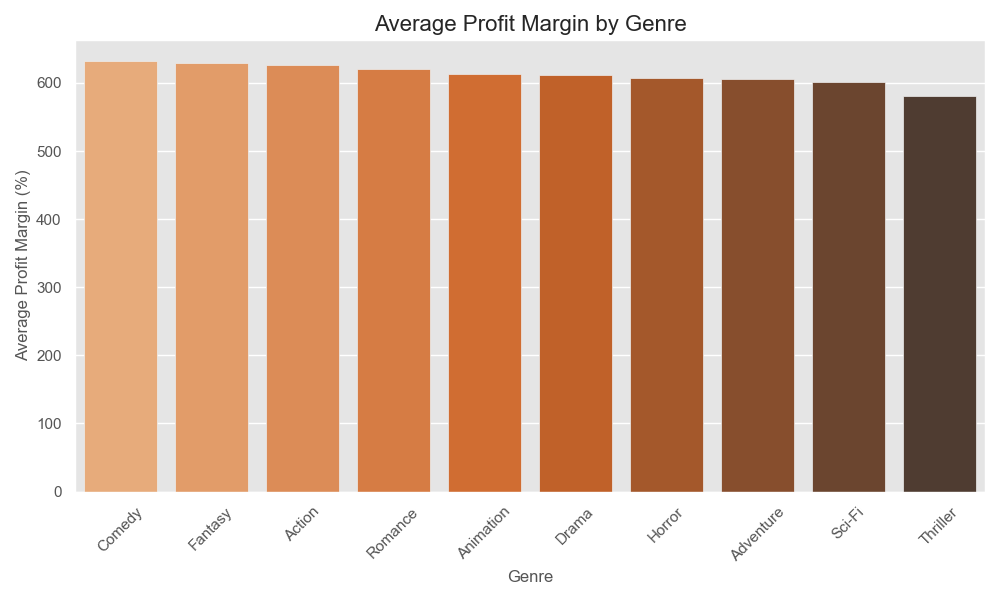 Average Profit Margin by Genre
Average Profit Margin (%)
600
500
400
300
200
100
0
Comedy
Fantasy
Action
Romance
Animation
Drama
Horror
Adventure
Sci-Fi
Thriller
Genre